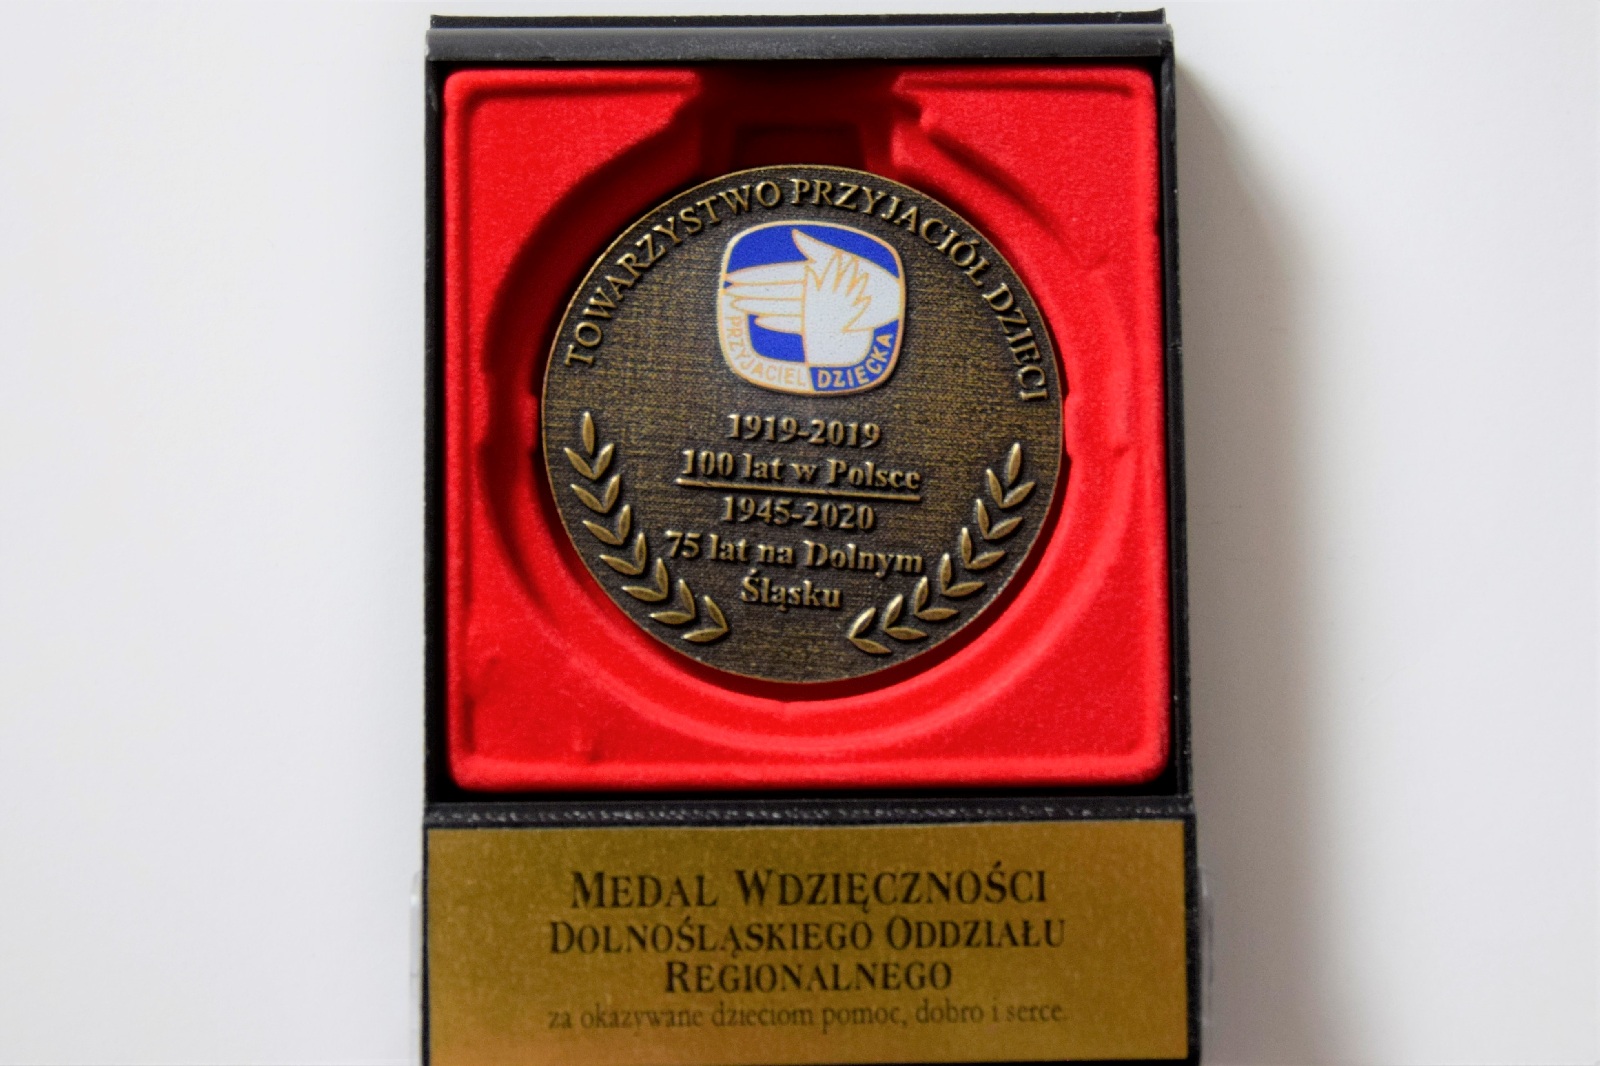 TOWARZYSTWO PRZYJACIÓŁ DZIECI
PRZYJACIEL DZIECKA
1919-2019
100 lat w Polsce
1945-2020
75 lat na Dolnym
Śląsku
MEDAL WDZIĘCZNOŚCI
DOLNOŚLĄSKIEGO ODDZIAŁU
REGIONALNEGO
za okazywane dzieciom pomoc, dobro i serce.